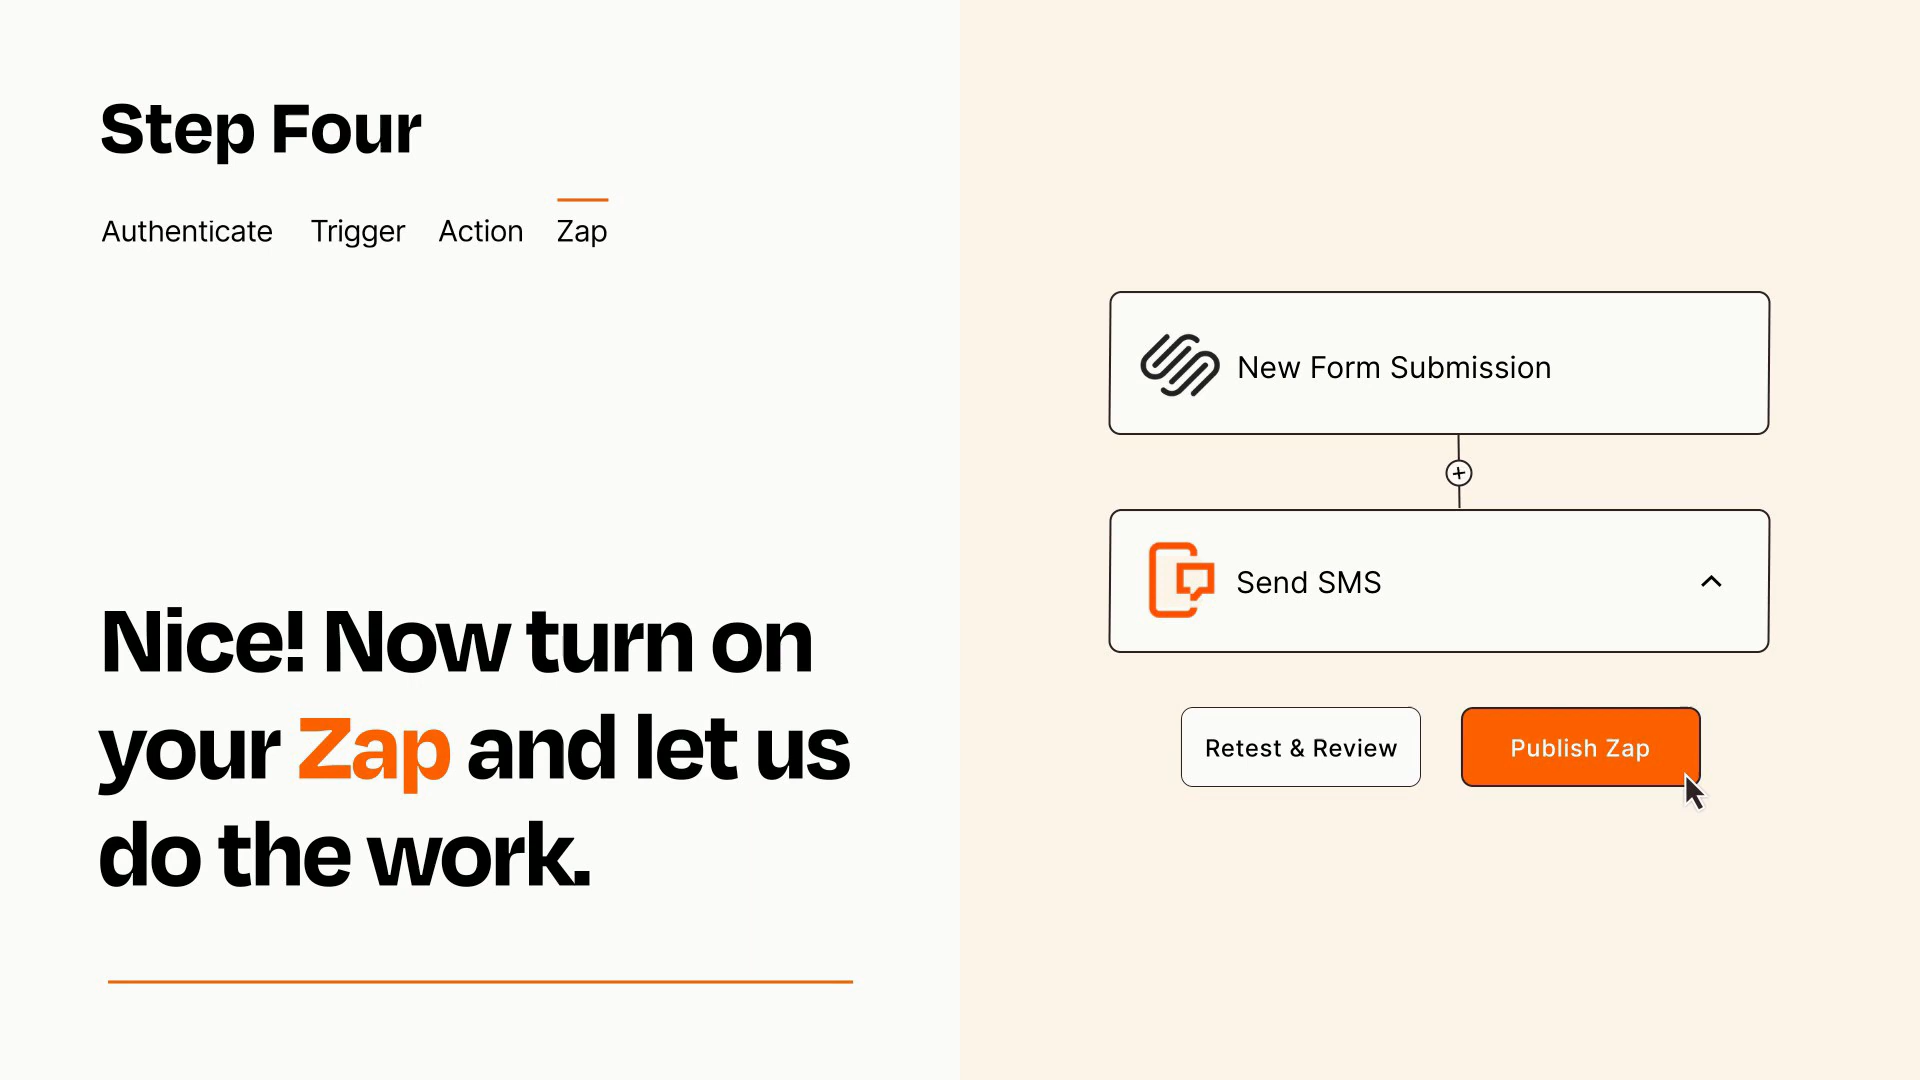 Step Four
Authenticate Trigger Action Zap
Nice! Now turn on
your Zap and let us
do the work.
New Form Submission
Send SMS
Retest & Review
Publish Zap